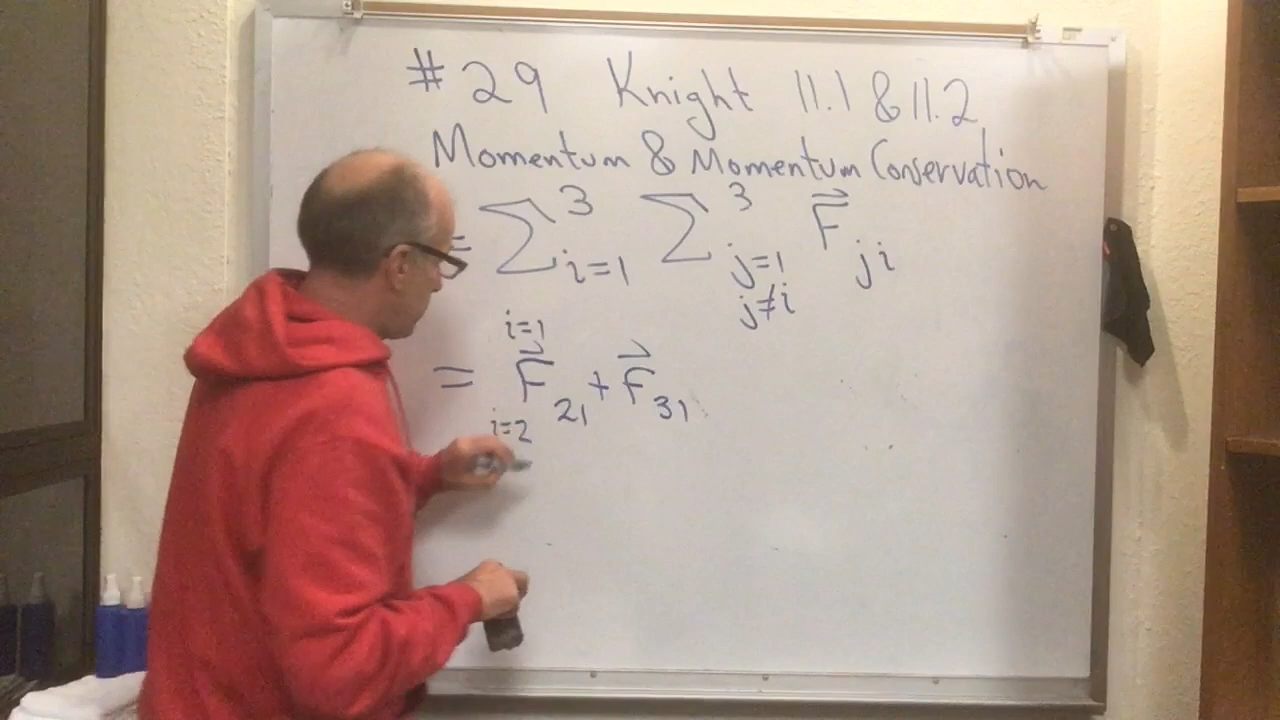 # 29 Knight 11.1 & 11.2
Momentum & Momentum Conservation
= ∑³ᵢ₌₁ ∑³ⱼ₌₁ F⃗ⱼᵢ
j≠i
i=1
= F⃗₂₁ + F⃗₃₁
i=2